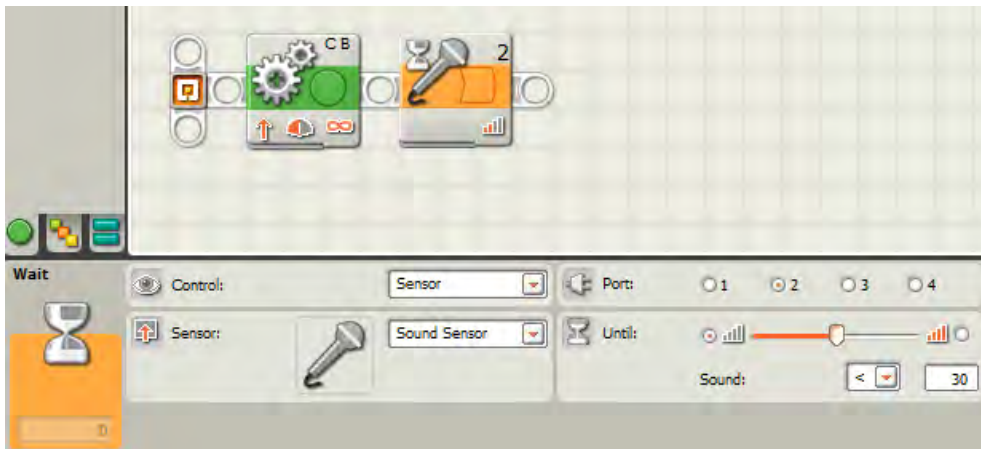 C B
2
Wait
Control: Sensor Port: 1 2 3 4
Sensor: Sound Sensor Until:
Sound: < 30
0